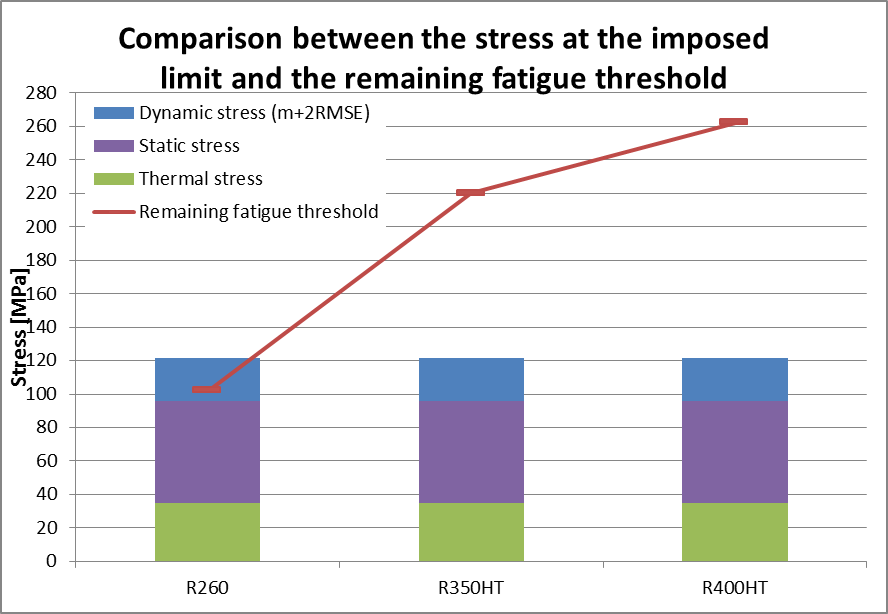 Comparison between the stress at the imposed
limit and the remaining fatigue threshold
Stress [MPa]
280
260
240
220
200
180
160
140
120
100
80
60
40
20
0
Dynamic stress (m+2RMSE)
Static stress
Thermal stress
Remaining fatigue threshold
R260
R350HT
R400HT